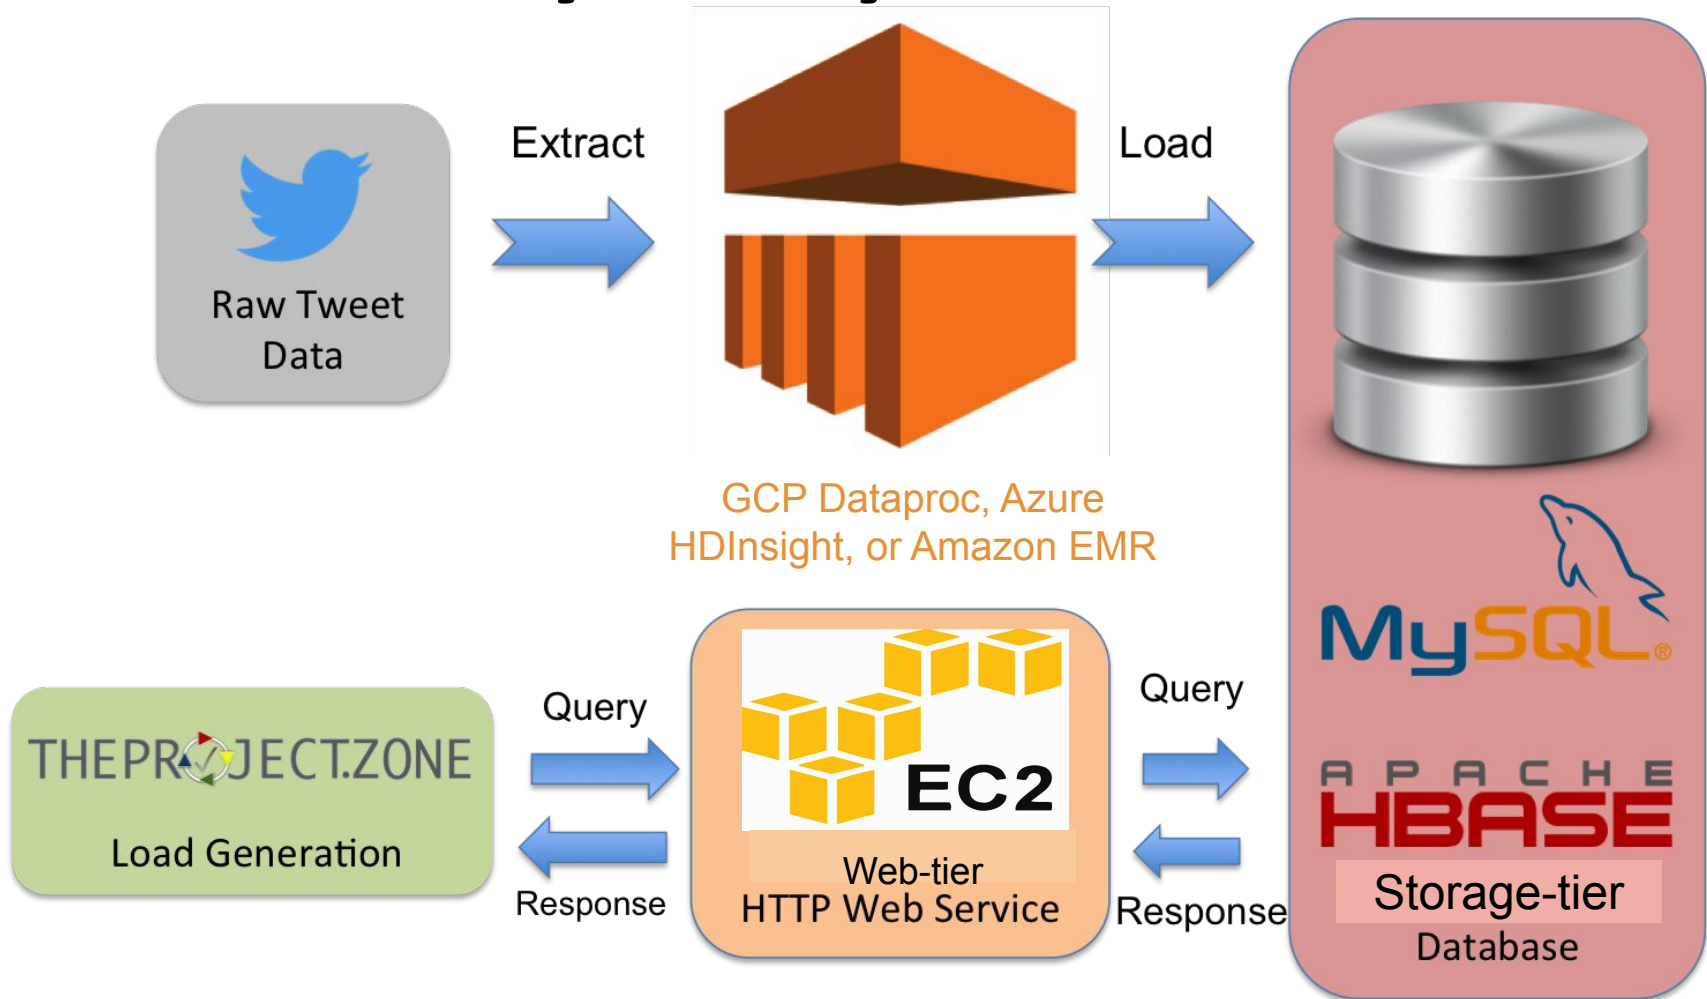 Extract
Load
Raw Tweet
Data
GCP Dataproc, Azure
HDInsight, or Amazon EMR
MySQL®
Query
Query
THEPROJECT.ZONE
EC2
APACHE
HBASE
Load Generation
Web-tier
HTTP Web Service
Response
Response
Storage-tier
Database